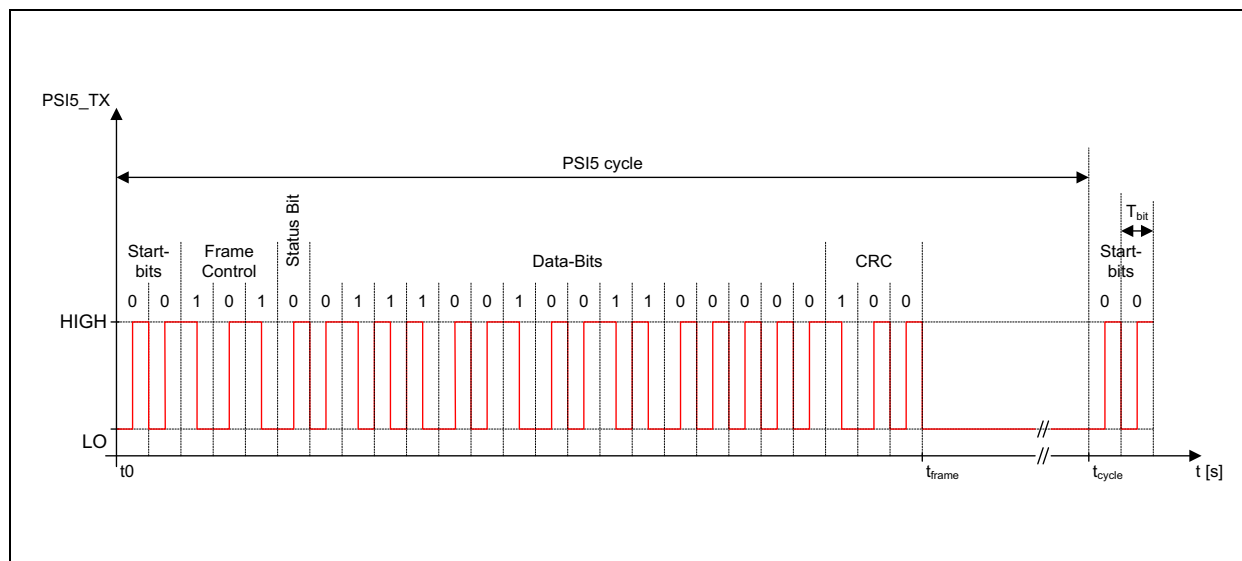 PSI5_TX
PSI5 cycle
Status Bit
T_bit
Start-
bits
Frame
Control
Data-Bits
CRC
Start-
bits
0 0 1 0 1 0 0 1 1 1 0 0 1 0 0 1 1 0 0 0 0 0 1 0 0 0 0
HIGH
LO
t0 t_frame t_cycle t [s]